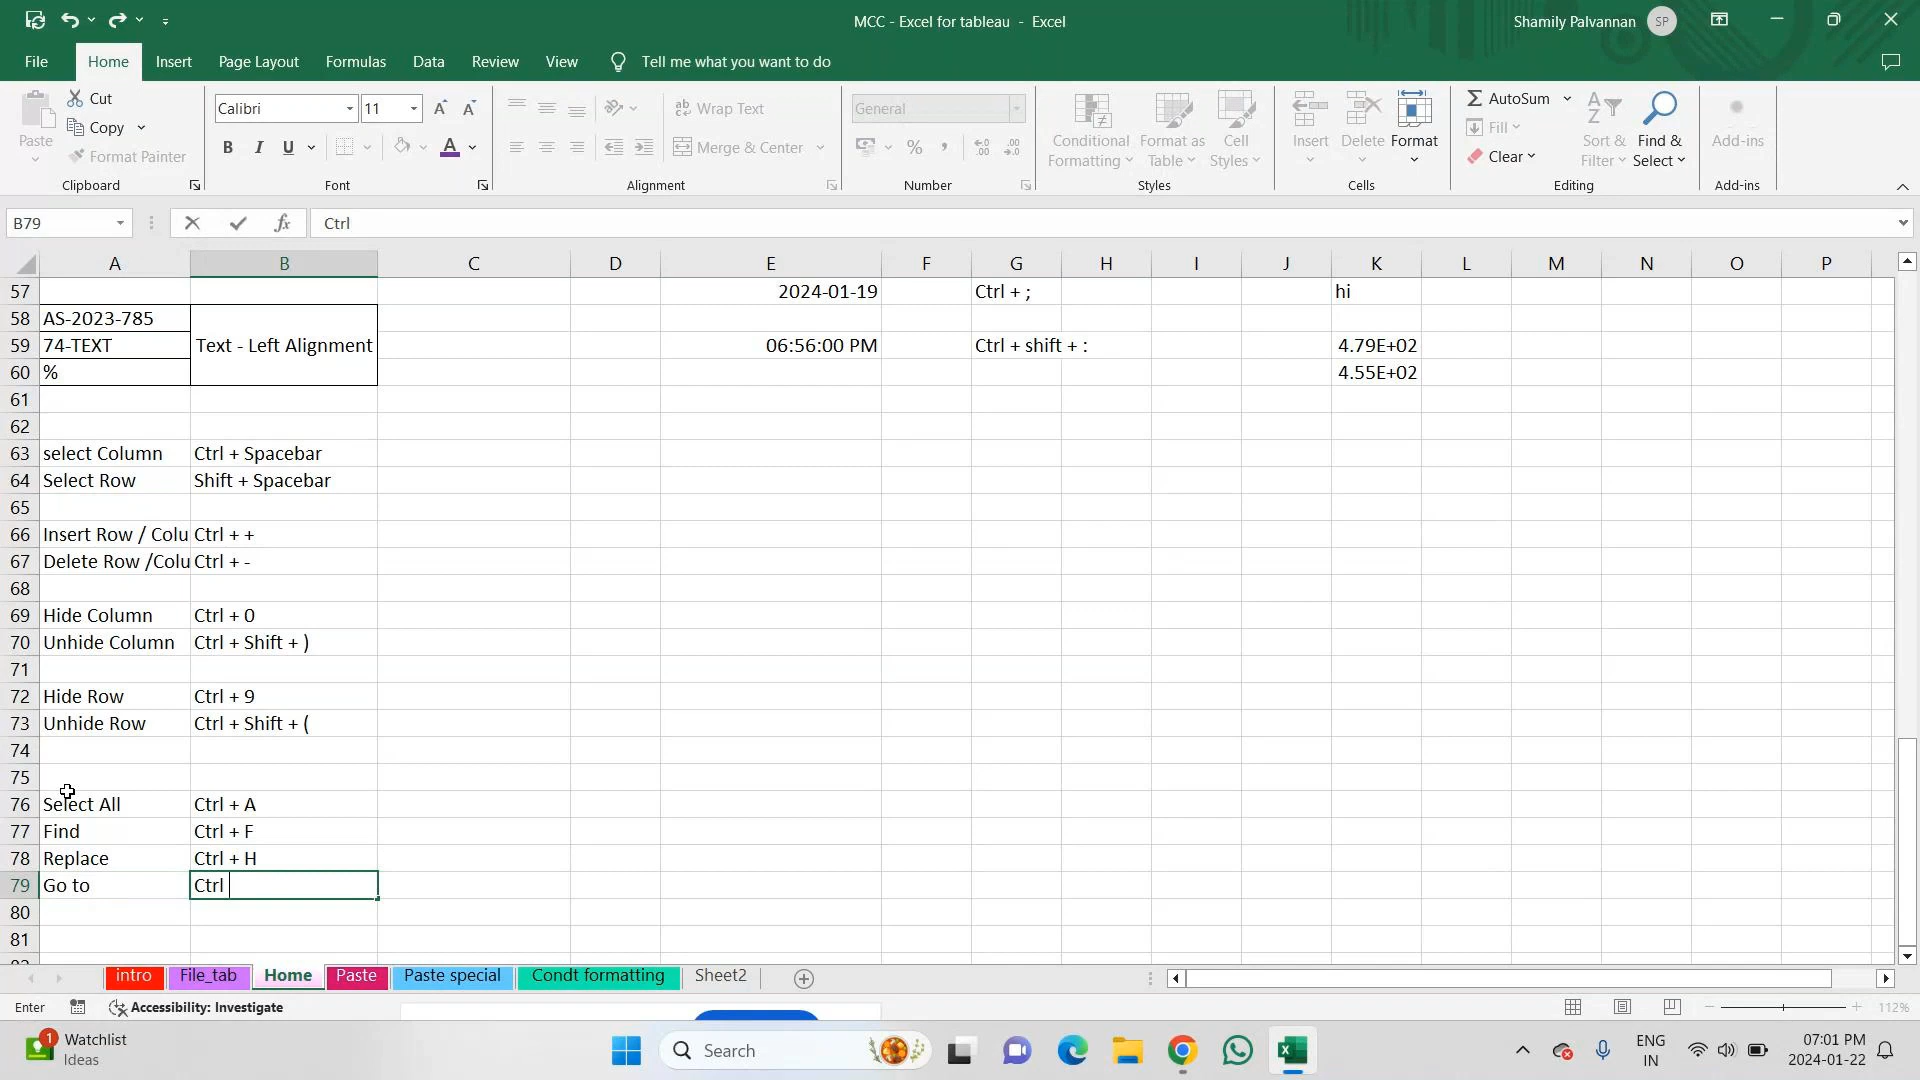 MCC - Excel for tableau - Excel
Shamily Palvannan SP
File Home Insert Page Layout Formulas Data Review View Tell me what you want to do
Paste
Cut
Copy
Format Painter
Clipboard
Calibri 11 A A
B I U A
Font
ab Wrap Text
Merge & Center
Alignment
General
%
Number
Conditional Formatting
Format as Table
Cell Styles
Styles
Insert
Delete
Format
Cells
AutoSum
Fill
Clear
Sort & Filter
Find & Select
Editing
Add-ins
Add-ins
B79 fx Ctrl
A B C D E F G H I J K L M N O P
57 2024-01-19 Ctrl + ; hi
58 AS-2023-785
59 74-TEXT Text - Left Alignment 06:56:00 PM Ctrl + shift + : 4.79E+02
60 % 4.55E+02
61
62
63 select Column Ctrl + Spacebar
64 Select Row Shift + Spacebar
65
66 Insert Row / Colu Ctrl + +
67 Delete Row /Colu Ctrl + -
68
69 Hide Column Ctrl + 0
70 Unhide Column Ctrl + Shift + )
71
72 Hide Row Ctrl + 9
73 Unhide Row Ctrl + Shift + (
74
75
76 Select All Ctrl + A
77 Find Ctrl + F
78 Replace Ctrl + H
79 Go to Ctrl
80
81
intro File_tab Home Paste Paste special Condt formatting Sheet2
Enter Accessibility: Investigate 112%
1 Watchlist
Ideas
Search
ENG
IN
07:01 PM
2024-01-22